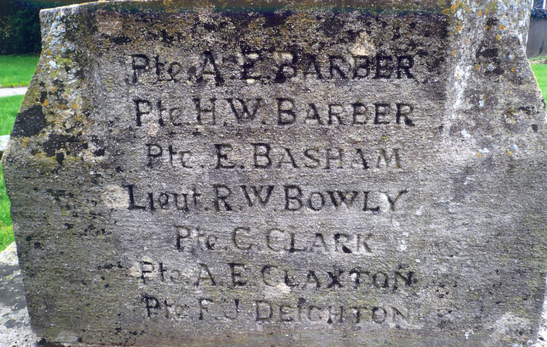 Pte. A. E. BARBER
Pte. H. W. BARBER
Pte. E. BASHAM
Lieut. R. W. BOWLY
Pte. C. CLARK
Pte. A. E. CLAXTON
Pte. F. J. DEIGHTON